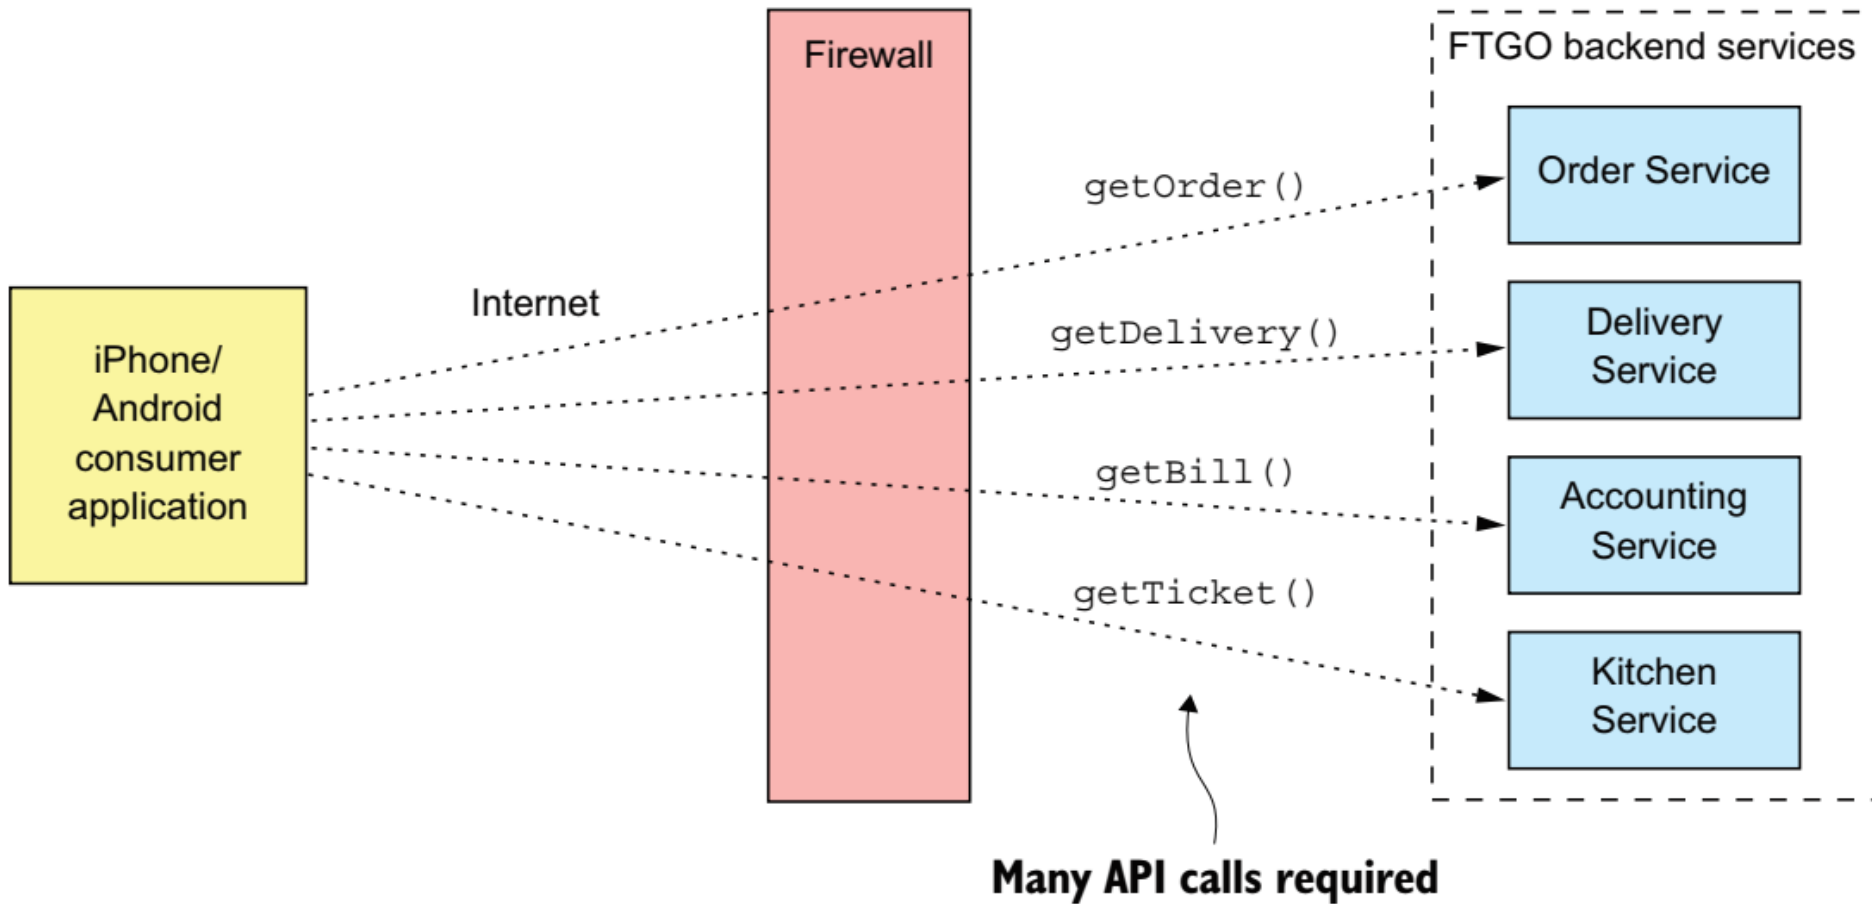 Firewall
FTGO backend services
Order Service
getOrder()
Internet
Delivery
Service
getDelivery()
iPhone/
Android
consumer
application
getBill()
Accounting
Service
getTicket()
Kitchen
Service
Many API calls required